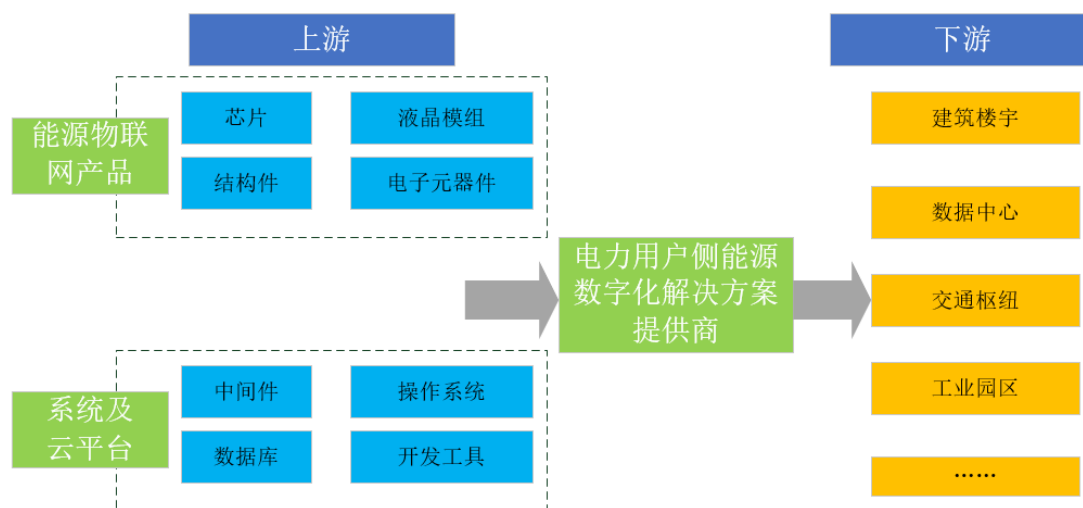 上游
下游
能源物联
网产品
芯片
液晶模组
结构件
电子元器件
建筑楼宇
数据中心
电力用户侧能源
数字化解决方案
提供商
交通枢纽
系统及
云平台
中间件
操作系统
数据库
开发工具
工业园区
……